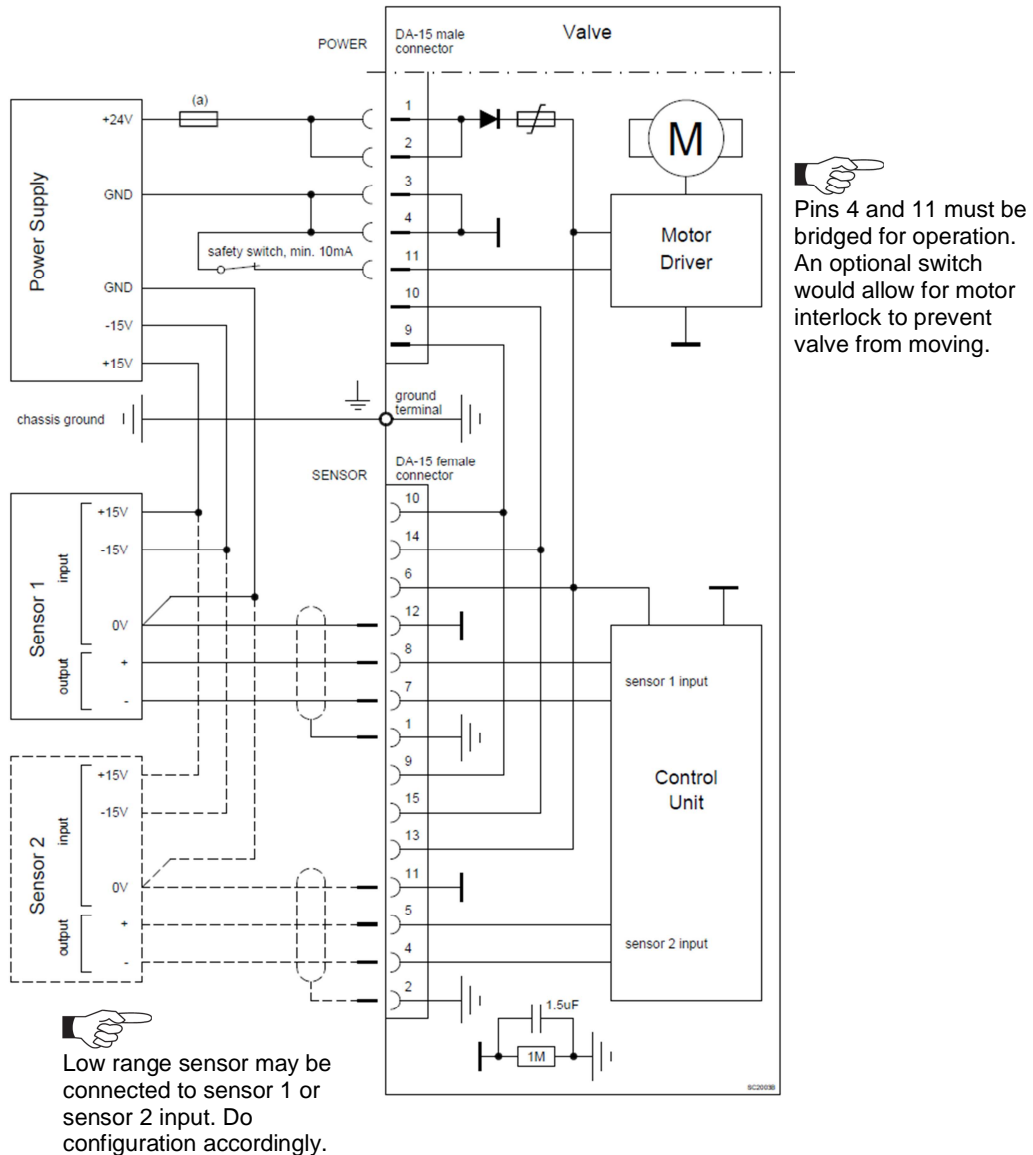 POWER
DA-15 male
connector
Valve
Power Supply
+24V
(a)
GND
safety switch, min. 10mA
GND
-15V
+15V
1
2
3
4
11
10
9
M
Motor
Driver
Pins 4 and 11 must be
bridged for operation.
An optional switch
would allow for motor
interlock to prevent
valve from moving.
chassis ground
ground
terminal
SENSOR
DA-15 female
connector
Sensor 1
input
+15V
-15V
0V
output
+
-
10
14
6
12
8
7
1
9
15
13
11
5
4
2
sensor 1 input
Control
Unit
sensor 2 input
Sensor 2
input
+15V
-15V
0V
output
+
-
1.5uF
1M
SC2003B
Low range sensor may be
connected to sensor 1 or
sensor 2 input. Do
configuration accordingly.